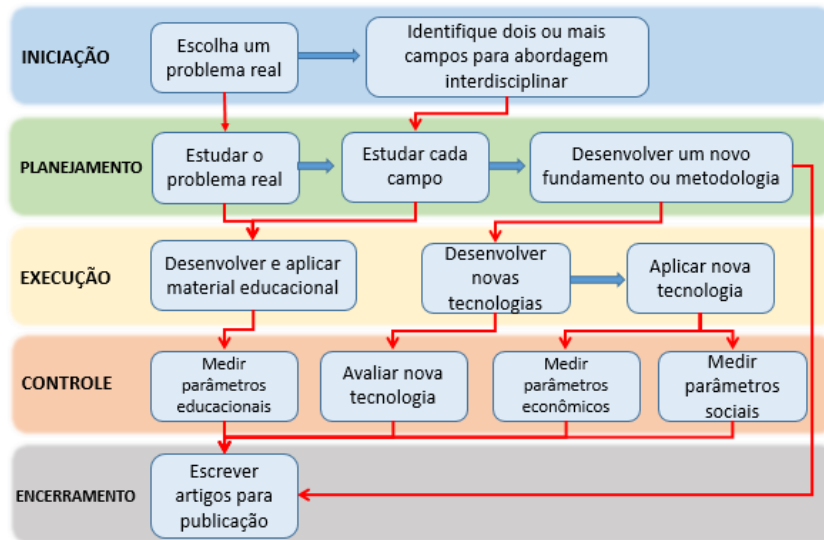 INICIAÇÃO
Escolha um
problema real
Identifique dois ou mais
campos para abordagem
interdisciplinar
PLANEJAMENTO
Estudar o
problema real
Estudar cada
campo
Desenvolver um novo
fundamento ou metodologia
EXECUÇÃO
Desenvolver e aplicar
material educacional
Desenvolver
novas
tecnologias
Aplicar nova
tecnologia
CONTROLE
Medir
parâmetros
educacionais
Avaliar nova
tecnologia
Medir
parâmetros
econômicos
Medir
parâmetros
sociais
ENCERRAMENTO
Escrever
artigos para
publicação